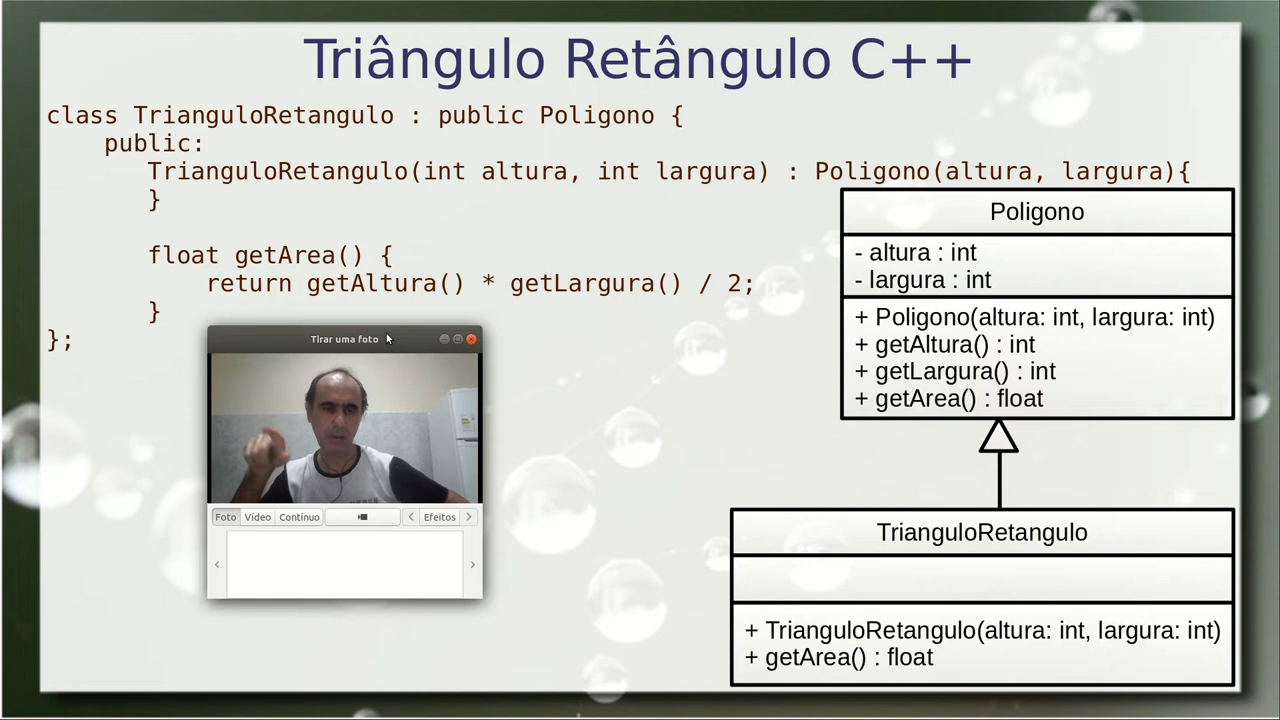 Triângulo Retângulo C++
class TrianguloRetangulo : public Poligono {
public:
TrianguloRetangulo(int altura, int largura) : Poligono(altura, largura){
}
float getArea() {
return getAltura() * getLargura() / 2;
}
};
Tirar uma foto
Foto Vídeo Contínuo < Efeitos >
Poligono
- altura : int
- largura : int
+ Poligono(altura: int, largura: int)
+ getAltura() : int
+ getLargura() : int
+ getArea() : float
TrianguloRetangulo
+ TrianguloRetangulo(altura: int, largura: int)
+ getArea() : float